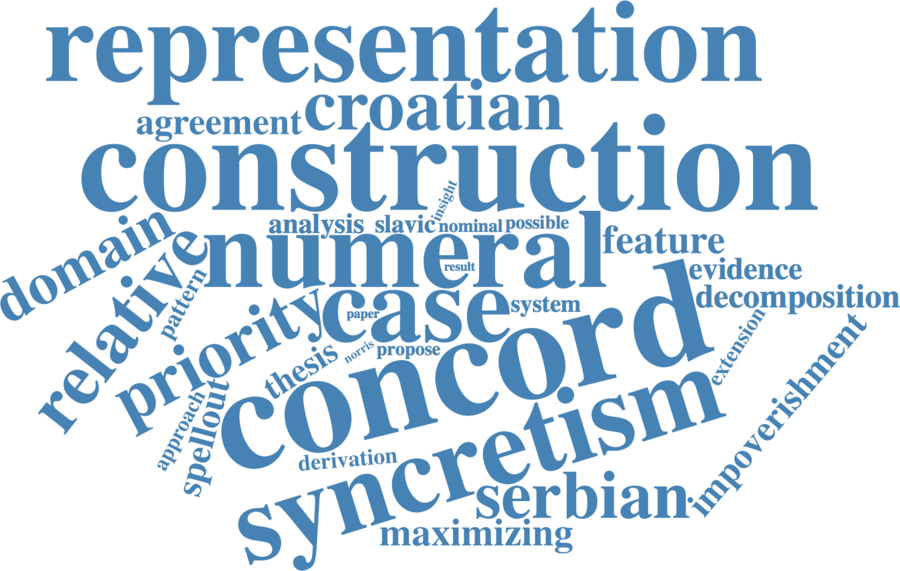 representation
croatian
agreement
construction
insight
analysis slavic nominal possible
domain
numeral
feature
relative
result
evidence
pattern
case
decomposition
priority
paper
system
concord
extension
norris
propose
thesis
impoverishment
approach
spellout
syncretism
derivation
serbian
maximizing